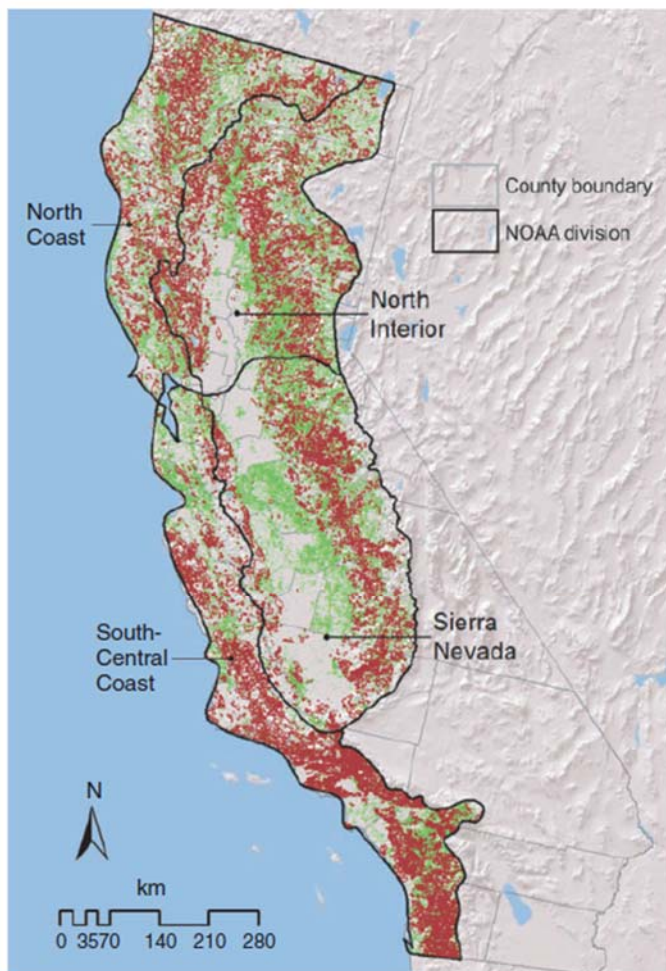 County boundary
NOAA division
North
Coast
North
Interior
South-
Central
Coast
Sierra
Nevada
N
km
0 3570 140 210 280